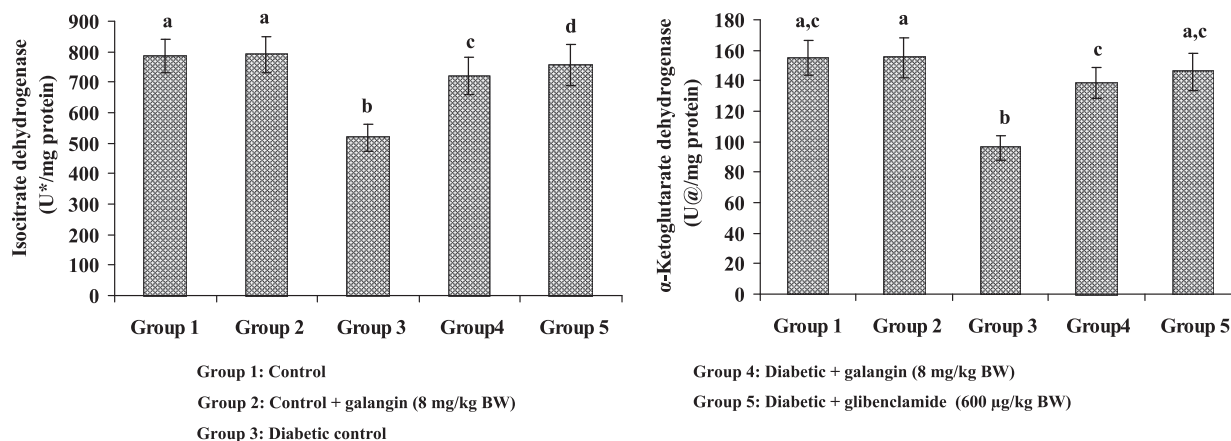 Isocitrate dehydrogenase
(U*/mg protein)
900
800
700
600
500
400
300
200
100
0
a
a
b
c
d
Group 1
Group 2
Group 3
Group4
Group 5
α-Ketoglutarate dehydrogenase
(U@/mg protein)
180
160
140
120
100
80
60
40
20
0
a,c
a
b
c
a,c
Group 1
Group 2
Group 3
Group4
Group 5
Group 1: Control
Group 2: Control + galangin (8 mg/kg BW)
Group 3: Diabetic control
Group 4: Diabetic + galangin (8 mg/kg BW)
Group 5: Diabetic + glibenclamide (600 µg/kg BW)